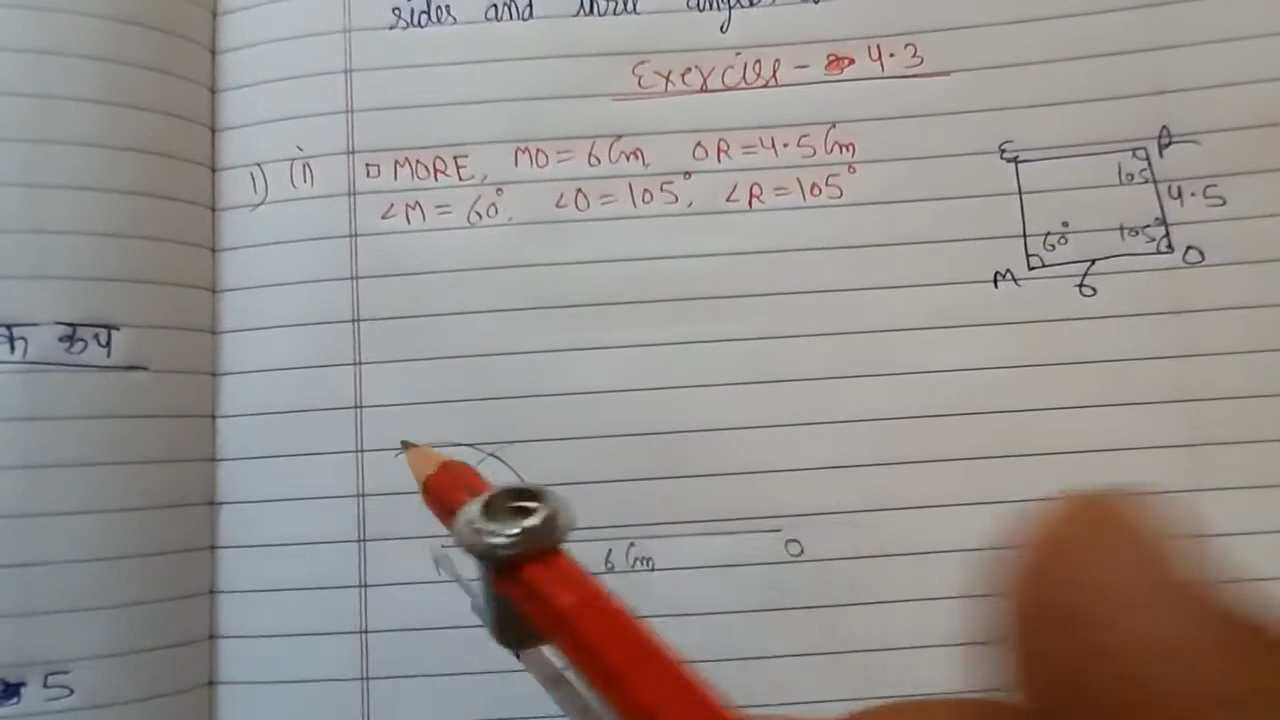 sides and three
Exercise - 4.3
1) (i) □ MORE, MO = 6 Cm, OR = 4.5 Cm
∠M = 60°, ∠O = 105°, ∠R = 105°
E R
105°
4.5
60° 105°
M 6 O
क रूप
6 Cm O
5